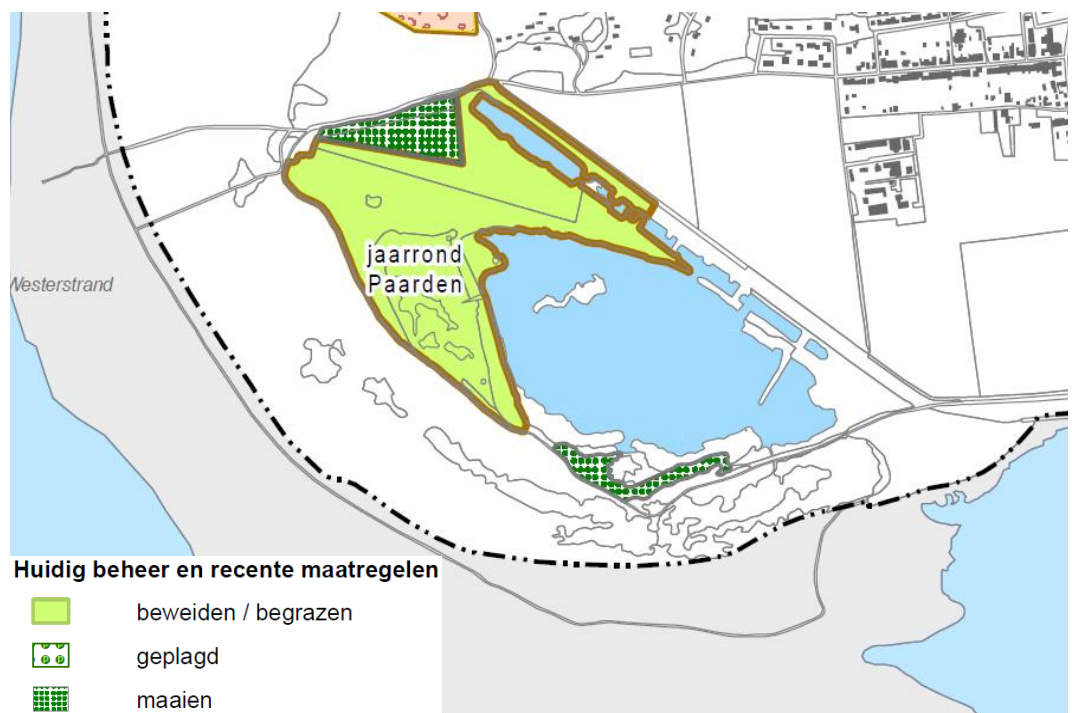 jaarrond
Paarden
Westerstrand
Huidig beheer en recente maatregelen
beweiden / begrazen
geplagd
maaien